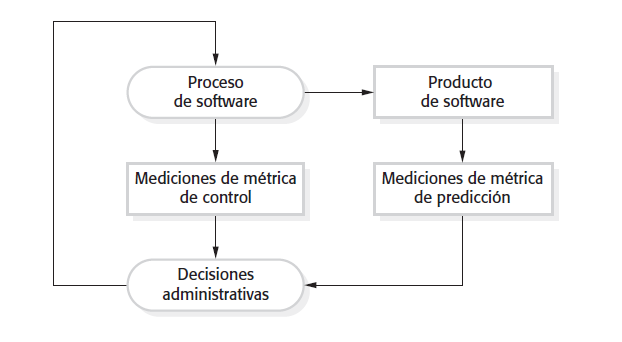 Proceso
de software
Producto
de software
Mediciones de métrica
de control
Mediciones de métrica
de predicción
Decisiones
administrativas